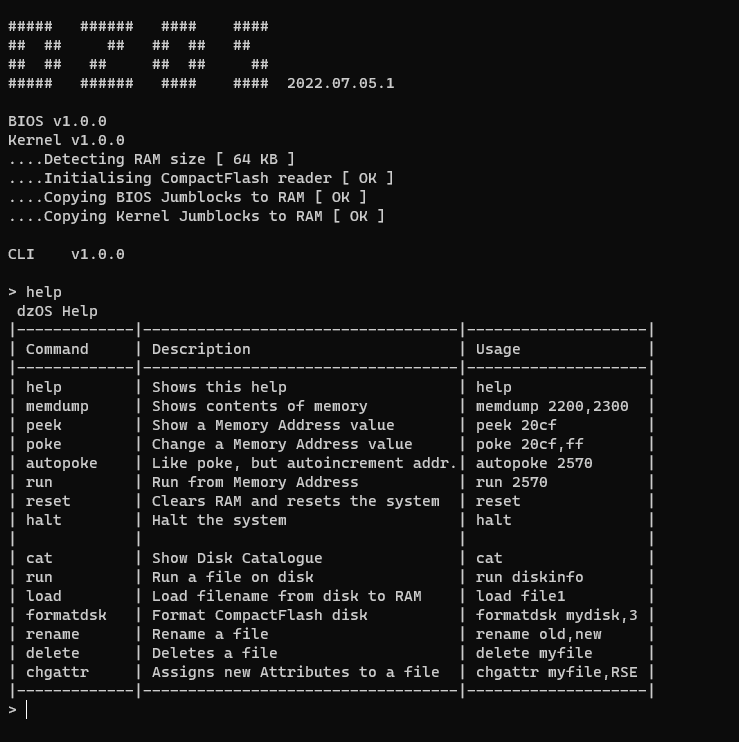 #####   ######   ####    ####
##  ##     ##   ##  ##   ##
##  ##   ##     ##  ##     ##
#####   ######   ####    ####  2022.07.05.1
BIOS v1.0.0
Kernel v1.0.0
....Detecting RAM size [ 64 KB ]
....Initialising CompactFlash reader [ OK ]
....Copying BIOS Jumblocks to RAM [ OK ]
....Copying Kernel Jumblocks to RAM [ OK ]
CLI    v1.0.0
> help
 dzOS Help
|-------------|-----------------------------------|--------------------|
| Command     | Description                       | Usage              |
|-------------|-----------------------------------|--------------------|
| help        | Shows this help                   | help               |
| memdump     | Shows contents of memory          | memdump 2200,2300  |
| peek        | Show a Memory Address value       | peek 20cf          |
| poke        | Change a Memory Address value     | poke 20cf,ff       |
| autopoke    | Like poke, but autoincrement addr.| autopoke 2570      |
| run         | Run from Memory Address           | run 2570           |
| reset       | Clears RAM and resets the system  | reset              |
| halt        | Halt the system                   | halt               |
|             |                                   |                    |
| cat         | Show Disk Catalogue               | cat                |
| run         | Run a file on disk                | run diskinfo       |
| load        | Load filename from disk to RAM    | load file1         |
| formatdsk   | Format CompactFlash disk          | formatdsk mydisk,3 |
| rename      | Rename a file                     | rename old,new     |
| delete      | Deletes a file                    | delete myfile      |
| chgattr     | Assigns new Attributes to a file  | chgattr myfile,RSE |
|-------------|-----------------------------------|--------------------|
>